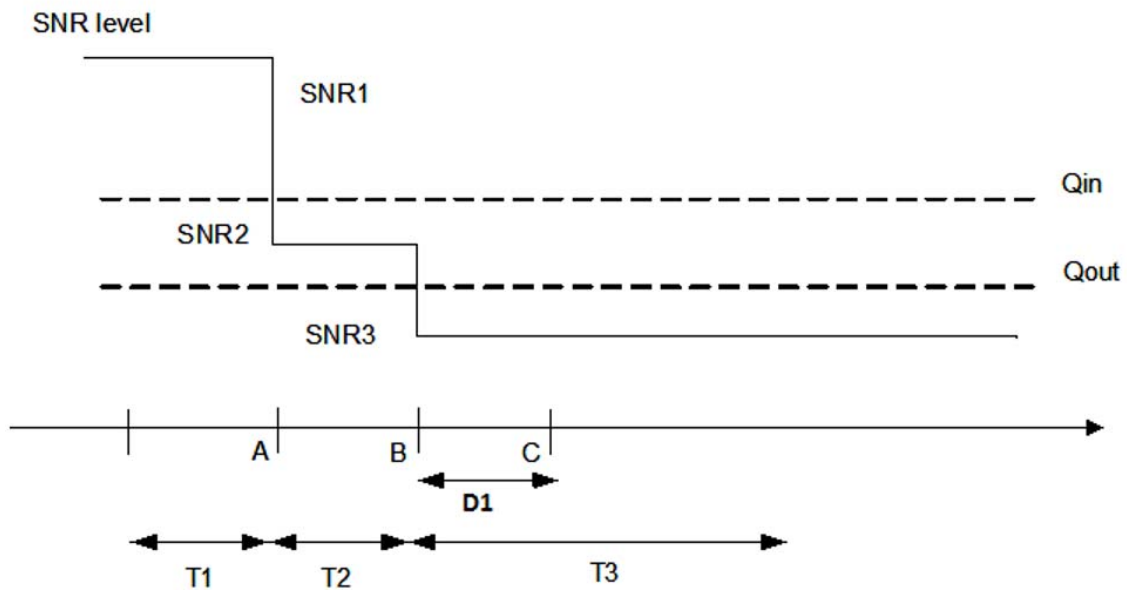 SNR level
SNR1
Qin
SNR2
Qout
SNR3
A B C
D1
T1 T2 T3